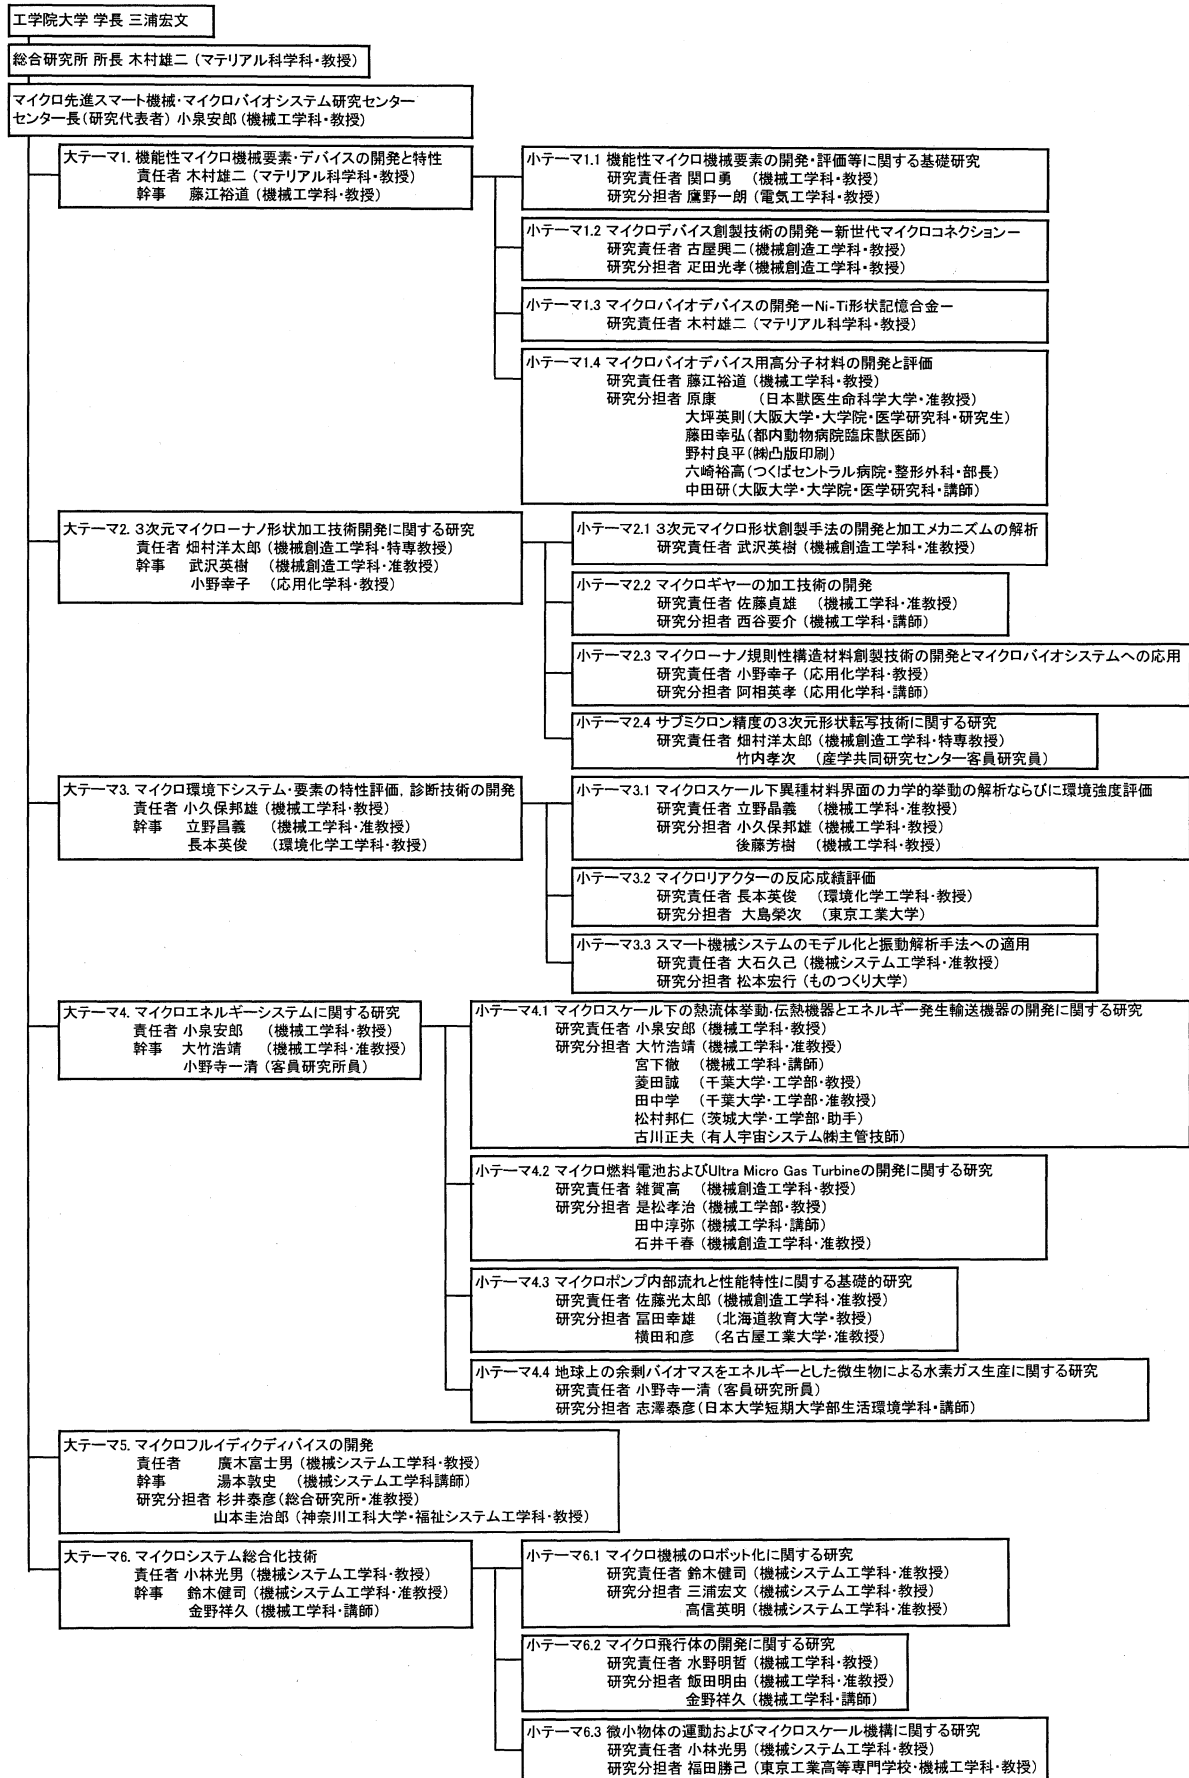 工学院大学 学長 三浦宏文
総合研究所 所長 木村雄二 (マテリアル科学科・教授)
マイクロ先進スマート機械・マイクロバイオシステム研究センター
センター長(研究代表者) 小泉安郎 (機械工学科・教授)
大テーマ1. 機能性マイクロ機械要素・デバイスの開発と特性
責任者 木村雄二 (マテリアル科学科・教授)
幹事 藤江裕道 (機械工学科・教授)
小テーマ1.1 機能性マイクロ機械要素の開発・評価等に関する基礎研究
研究責任者 関口勇 (機械工学科・教授)
研究分担者 鷹野一朗 (電気工学科・教授)
小テーマ1.2 マイクロデバイス創製技術の開発ー新世代マイクロコネクションー
研究責任者 古屋興二(機械創造工学科・教授)
研究分担者 疋田光孝(機械創造工学科・教授)
小テーマ1.3 マイクロバイオデバイスの開発ーNi-Ti形状記憶合金ー
研究責任者 木村雄二 (マテリアル科学科・教授)
小テーマ1.4 マイクロバイオデバイス用高分子材料の開発と評価
研究責任者 藤江裕道 (機械工学科・教授)
研究分担者 原康 (日本獣医生命科学大学・准教授)
大坪英則(大阪大学・大学院・医学研究科・研究生)
藤田幸弘(都内動物病院臨床獣医師)
野村良平(㈱凸版印刷)
六崎裕高(つくばセントラル病院・整形外科・部長)
中田研(大阪大学・大学院・医学研究科・講師)
大テーマ2. 3次元マイクローナノ形状加工技術開発に関する研究
責任者 畑村洋太郎 (機械創造工学科・特専教授)
幹事 武沢英樹 (機械創造工学科・准教授)
小野幸子 (応用化学科・教授)
小テーマ2.1 3次元マイクロ形状創製手法の開発と加工メカニズムの解析
研究責任者 武沢英樹 (機械創造工学科・准教授)
小テーマ2.2 マイクロギヤーの加工技術の開発
研究責任者 佐藤貞雄 (機械工学科・准教授)
研究分担者 西谷要介 (機械工学科・講師)
小テーマ2.3 マイクローナノ規則性構造材料創製技術の開発とマイクロバイオシステムへの応用
研究責任者 小野幸子 (応用化学科・教授)
研究分担者 阿相英孝 (応用化学科・講師)
小テーマ2.4 サブミクロン精度の3次元形状転写技術に関する研究
研究責任者 畑村洋太郎 (機械創造工学科・特専教授)
竹内孝次 (産学共同研究センター客員研究員)
大テーマ3. マイクロ環境下システム・要素の特性評価, 診断技術の開発
責任者 小久保邦雄 (機械工学科・教授)
幹事 立野昌義 (機械工学科・准教授)
長本英俊 (環境化学工学科・教授)
小テーマ3.1 マイクロスケール下異種材料界面の力学的挙動の解析ならびに環境強度評価
研究責任者 立野晶義 (機械工学科・准教授)
研究分担者 小久保邦雄 (機械工学科・教授)
後藤芳樹 (機械工学科・教授)
小テーマ3.2 マイクロリアクターの反応成績評価
研究責任者 長本英俊 (環境化学工学科・教授)
研究分担者 大島榮次 (東京工業大学)
小テーマ3.3 スマート機械システムのモデル化と振動解析手法への適用
研究責任者 大石久己 (機械システム工学科・准教授)
研究分担者 松本宏行 (ものつくり大学)
大テーマ4. マイクロエネルギーシステムに関する研究
責任者 小泉安郎 (機械工学科・教授)
幹事 大竹浩靖 (機械工学科・准教授)
小野寺一清 (客員研究所員)
小テーマ4.1 マイクロスケール下の熱流体挙動・伝熱機器とエネルギー発生輸送機器の開発に関する研究
研究責任者 小泉安郎 (機械工学科・教授)
研究分担者 大竹浩靖 (機械工学科・准教授)
宮下徹 (機械工学科・講師)
菱田誠 (千葉大学・工学部・教授)
田中学 (千葉大学・工学部・准教授)
松村邦仁 (茨城大学・工学部・助手)
古川正夫 (有人宇宙システム㈱主管技師)
小テーマ4.2 マイクロ燃料電池およびUltra Micro Gas Turbineの開発に関する研究
研究責任者 雑賀高 (機械創造工学科・教授)
研究分担者 是松孝治 (機械工学部・教授)
田中淳弥 (機械工学科・講師)
石井千春 (機械創造工学科・准教授)
小テーマ4.3 マイクロポンプ内部流れと性能特性に関する基礎的研究
研究責任者 佐藤光太郎 (機械創造工学科・准教授)
研究分担者 冨田幸雄 (北海道教育大学・教授)
横田和彦 (名古屋工業大学・准教授)
小テーマ4.4 地球上の余剰バイオマスをエネルギーとした微生物による水素ガス生産に関する研究
研究責任者 小野寺一清 (客員研究所員)
研究分担者 志澤泰彦(日本大学短期大学部生活環境学科・講師)
大テーマ5. マイクロフルイディクディバイスの開発
責任者 廣木富士男 (機械システム工学科・教授)
幹事 湯本敦史 (機械システム工学科講師)
研究分担者 杉井泰彦(総合研究所・准教授)
山本圭治郎 (神奈川工科大学・福祉システム工学科・教授)
大テーマ6. マイクロシステム総合化技術
責任者 小林光男 (機械システム工学科・教授)
幹事 鈴木健司 (機械システム工学科・准教授)
金野祥久 (機械工学科・講師)
小テーマ6.1 マイクロ機械のロボット化に関する研究
研究責任者 鈴木健司 (機械システム工学科・准教授)
研究分担者 三浦宏文 (機械システム工学科・教授)
高信英明 (機械システム工学科・准教授)
小テーマ6.2 マイクロ飛行体の開発に関する研究
研究責任者 水野明哲 (機械工学科・教授)
研究分担者 飯田明由 (機械工学科・准教授)
金野祥久 (機械工学科・講師)
小テーマ6.3 微小物体の運動およびマイクロスケール機構に関する研究
研究責任者 小林光男 (機械システム工学科・教授)
研究分担者 福田勝己 (東京工業高等専門学校・機械工学科・教授)